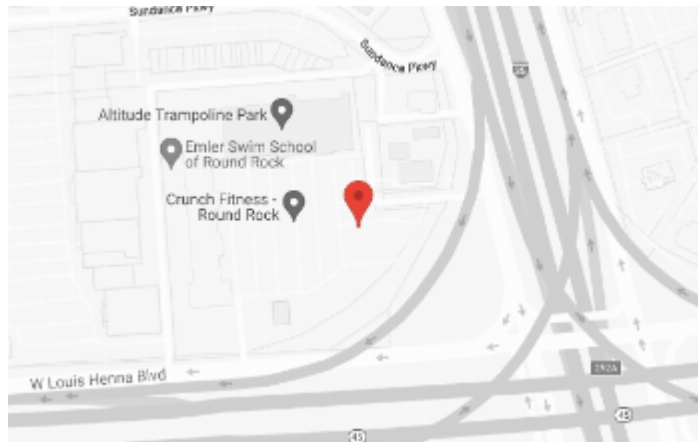 Sundance Pkwy
Sundance Pkwy
35
Altitude Trampoline Park
Emler Swim School
of Round Rock
Crunch Fitness -
Round Rock
W Louis Henna Blvd
252A
45
45